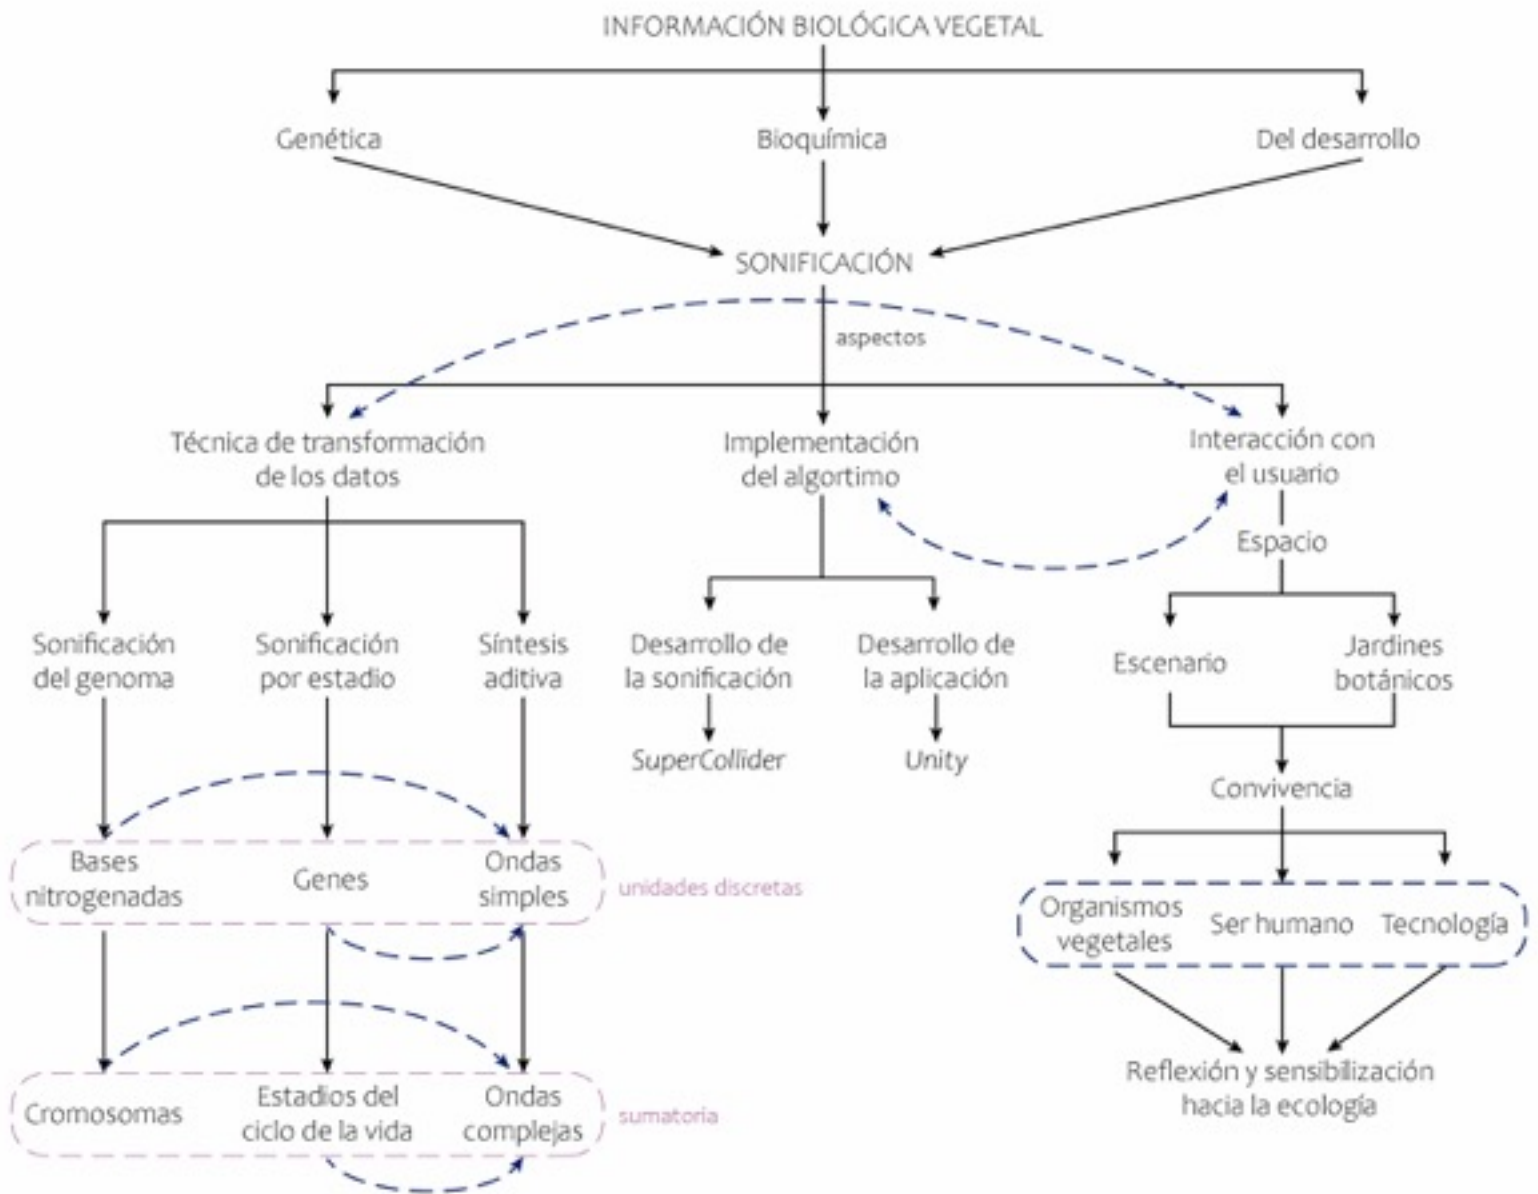 INFORMACIÓN BIOLÓGICA VEGETAL
Genética
Bioquímica
Del desarrollo
SONIFICACIÓN
aspectos
Técnica de transformación
de los datos
Implementación
del algortimo
Interacción con
el usuario
Espacio
Sonificación
del genoma
Sonificación
por estadio
Síntesis
aditiva
Desarrollo de
la sonificación
Desarrollo de
la aplicación
Escenario
Jardines
botánicos
SuperCollider
Unity
Convivencia
Bases
nitrogenadas
Genes
Ondas
simples
unidades discretas
Organismos
vegetales
Ser humano
Tecnología
Cromosomas
Estadios del
ciclo de la vida
Ondas
complejas
sumatoria
Reflexión y sensibilización
hacia la ecología